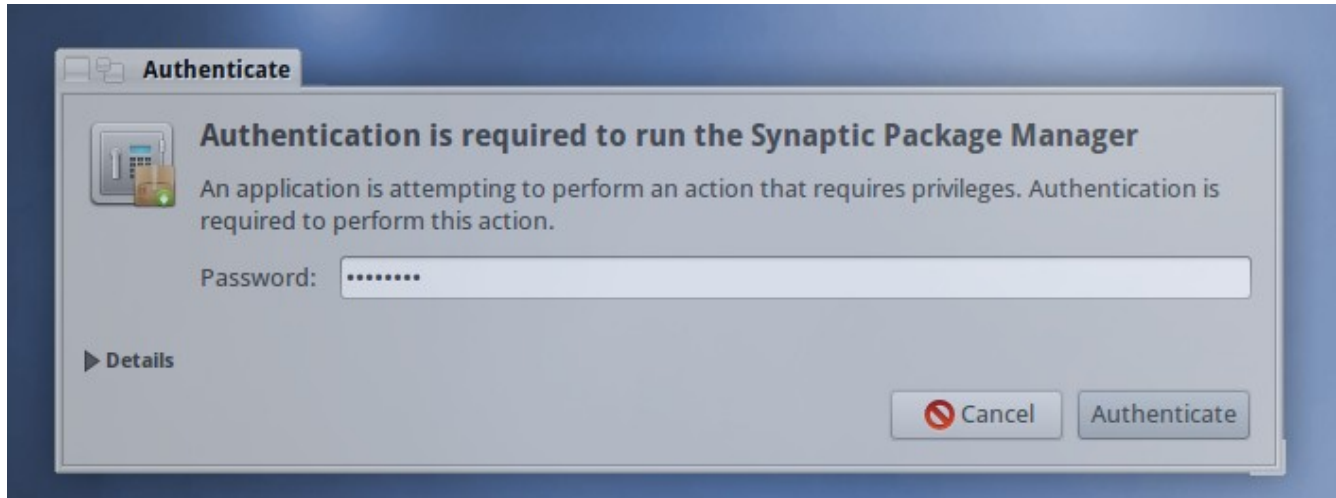 Authenticate
Authentication is required to run the Synaptic Package Manager
An application is attempting to perform an action that requires privileges. Authentication is
required to perform this action.
Password: ••••••••
Details
Cancel
Authenticate